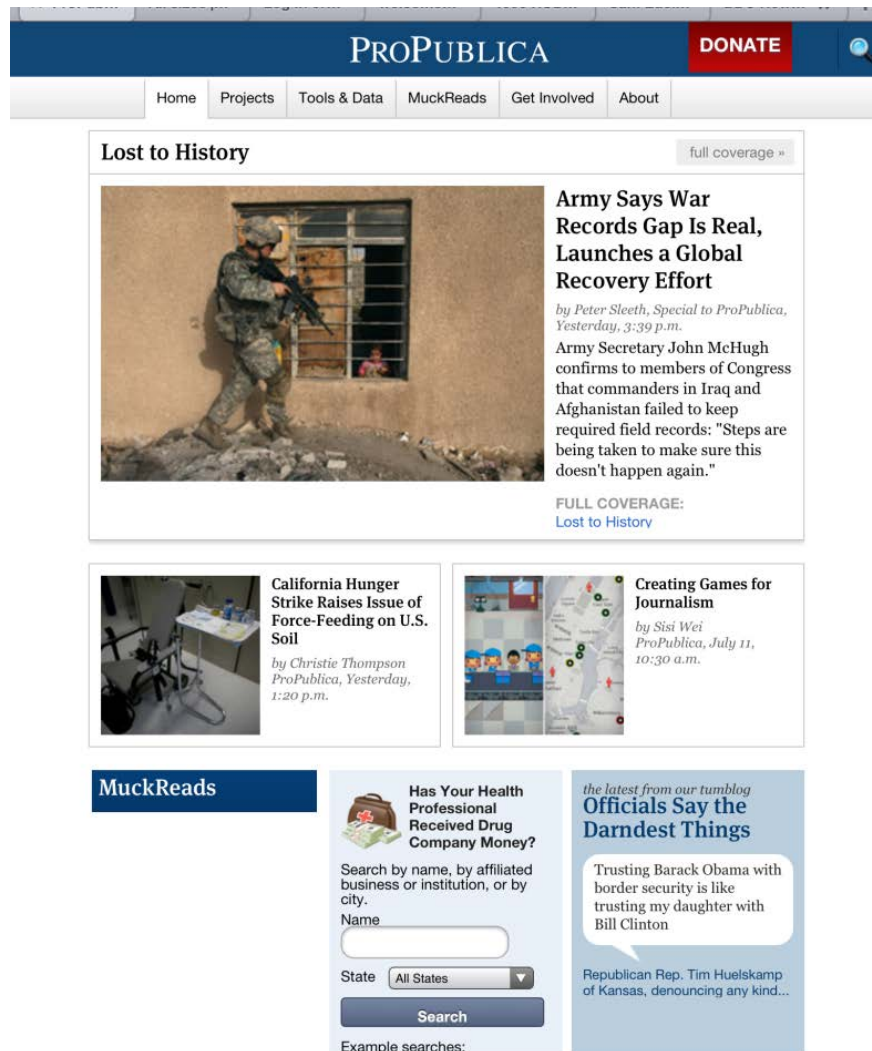 PROPUBLICA
DONATE
Home
Projects
Tools & Data
MuckReads
Get Involved
About
Lost to History
full coverage »
Army Says War
Records Gap Is Real,
Launches a Global
Recovery Effort
by Peter Sleeth, Special to ProPublica,
Yesterday, 3:39 p.m.
Army Secretary John McHugh
confirms to members of Congress
that commanders in Iraq and
Afghanistan failed to keep
required field records: "Steps are
being taken to make sure this
doesn't happen again."
FULL COVERAGE:
Lost to History
California Hunger
Strike Raises Issue of
Force-Feeding on U.S.
Soil
by Christie Thompson
ProPublica, Yesterday,
1:20 p.m.
Creating Games for
Journalism
by Sisi Wei
ProPublica, July 11,
10:30 a.m.
MuckReads
Has Your Health
Professional
Received Drug
Company Money?
Search by name, by affiliated
business or institution, or by
city.
Name
State
All States
Search
Example searches:
the latest from our tumblog
Officials Say the
Darndest Things
Trusting Barack Obama with
border security is like
trusting my daughter with
Bill Clinton
Republican Rep. Tim Huelskamp
of Kansas, denouncing any kind...